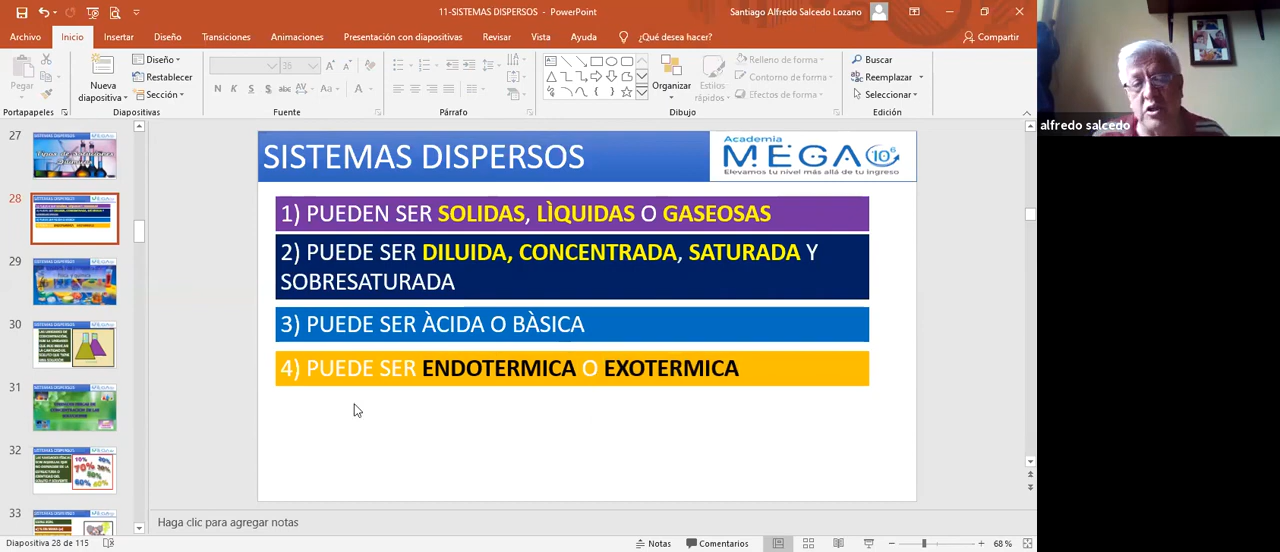 11-SISTEMAS DISPERSOS - PowerPoint
Santiago Alfredo Salcedo Lozano
Archivo Inicio Insertar Diseño Transiciones Animaciones Presentación con diapositivas Revisar Vista Ayuda ¿Qué desea hacer? Compartir
Pegar
Nueva diapositiva
Diseño
Restablecer
Sección
N K S S abc AV Aa A
Organizar
Estilos rápidos
Relleno de forma
Contorno de forma
Efectos de forma
Buscar
Reemplazar
Seleccionar
Portapapeles Diapositivas Fuente Párrafo Dibujo Edición
alfredo salcedo
27
28
29
30
31
32
33
SISTEMAS DISPERSOS
Academia
MEGA 10⁶
Elevamos tu nivel más allá de tu ingreso
1) PUEDEN SER SOLIDAS, LÌQUIDAS O GASEOSAS
2) PUEDE SER DILUIDA, CONCENTRADA, SATURADA Y
SOBRESATURADA
3) PUEDE SER ÀCIDA O BÀSICA
4) PUEDE SER ENDOTERMICA O EXOTERMICA
Haga clic para agregar notas
Diapositiva 28 de 115
Notas Comentarios 68 %